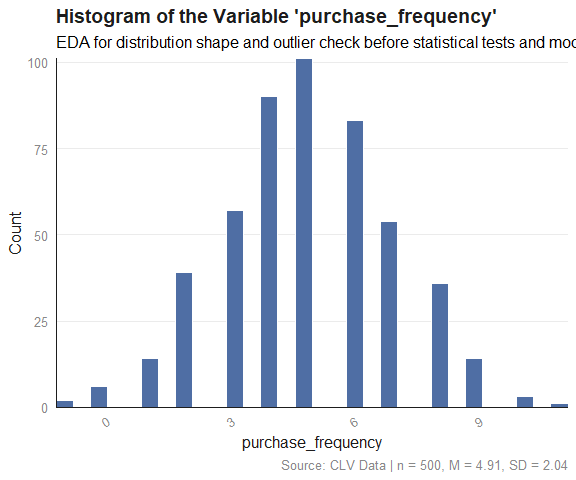 Histogram of the Variable 'purchase_frequency'
EDA for distribution shape and outlier check before statistical tests and
100
75
50
25
0
Count
0 3 6 9
purchase_frequency
Source: CLV Data | n = 500, M = 4.91, SD = 2.04